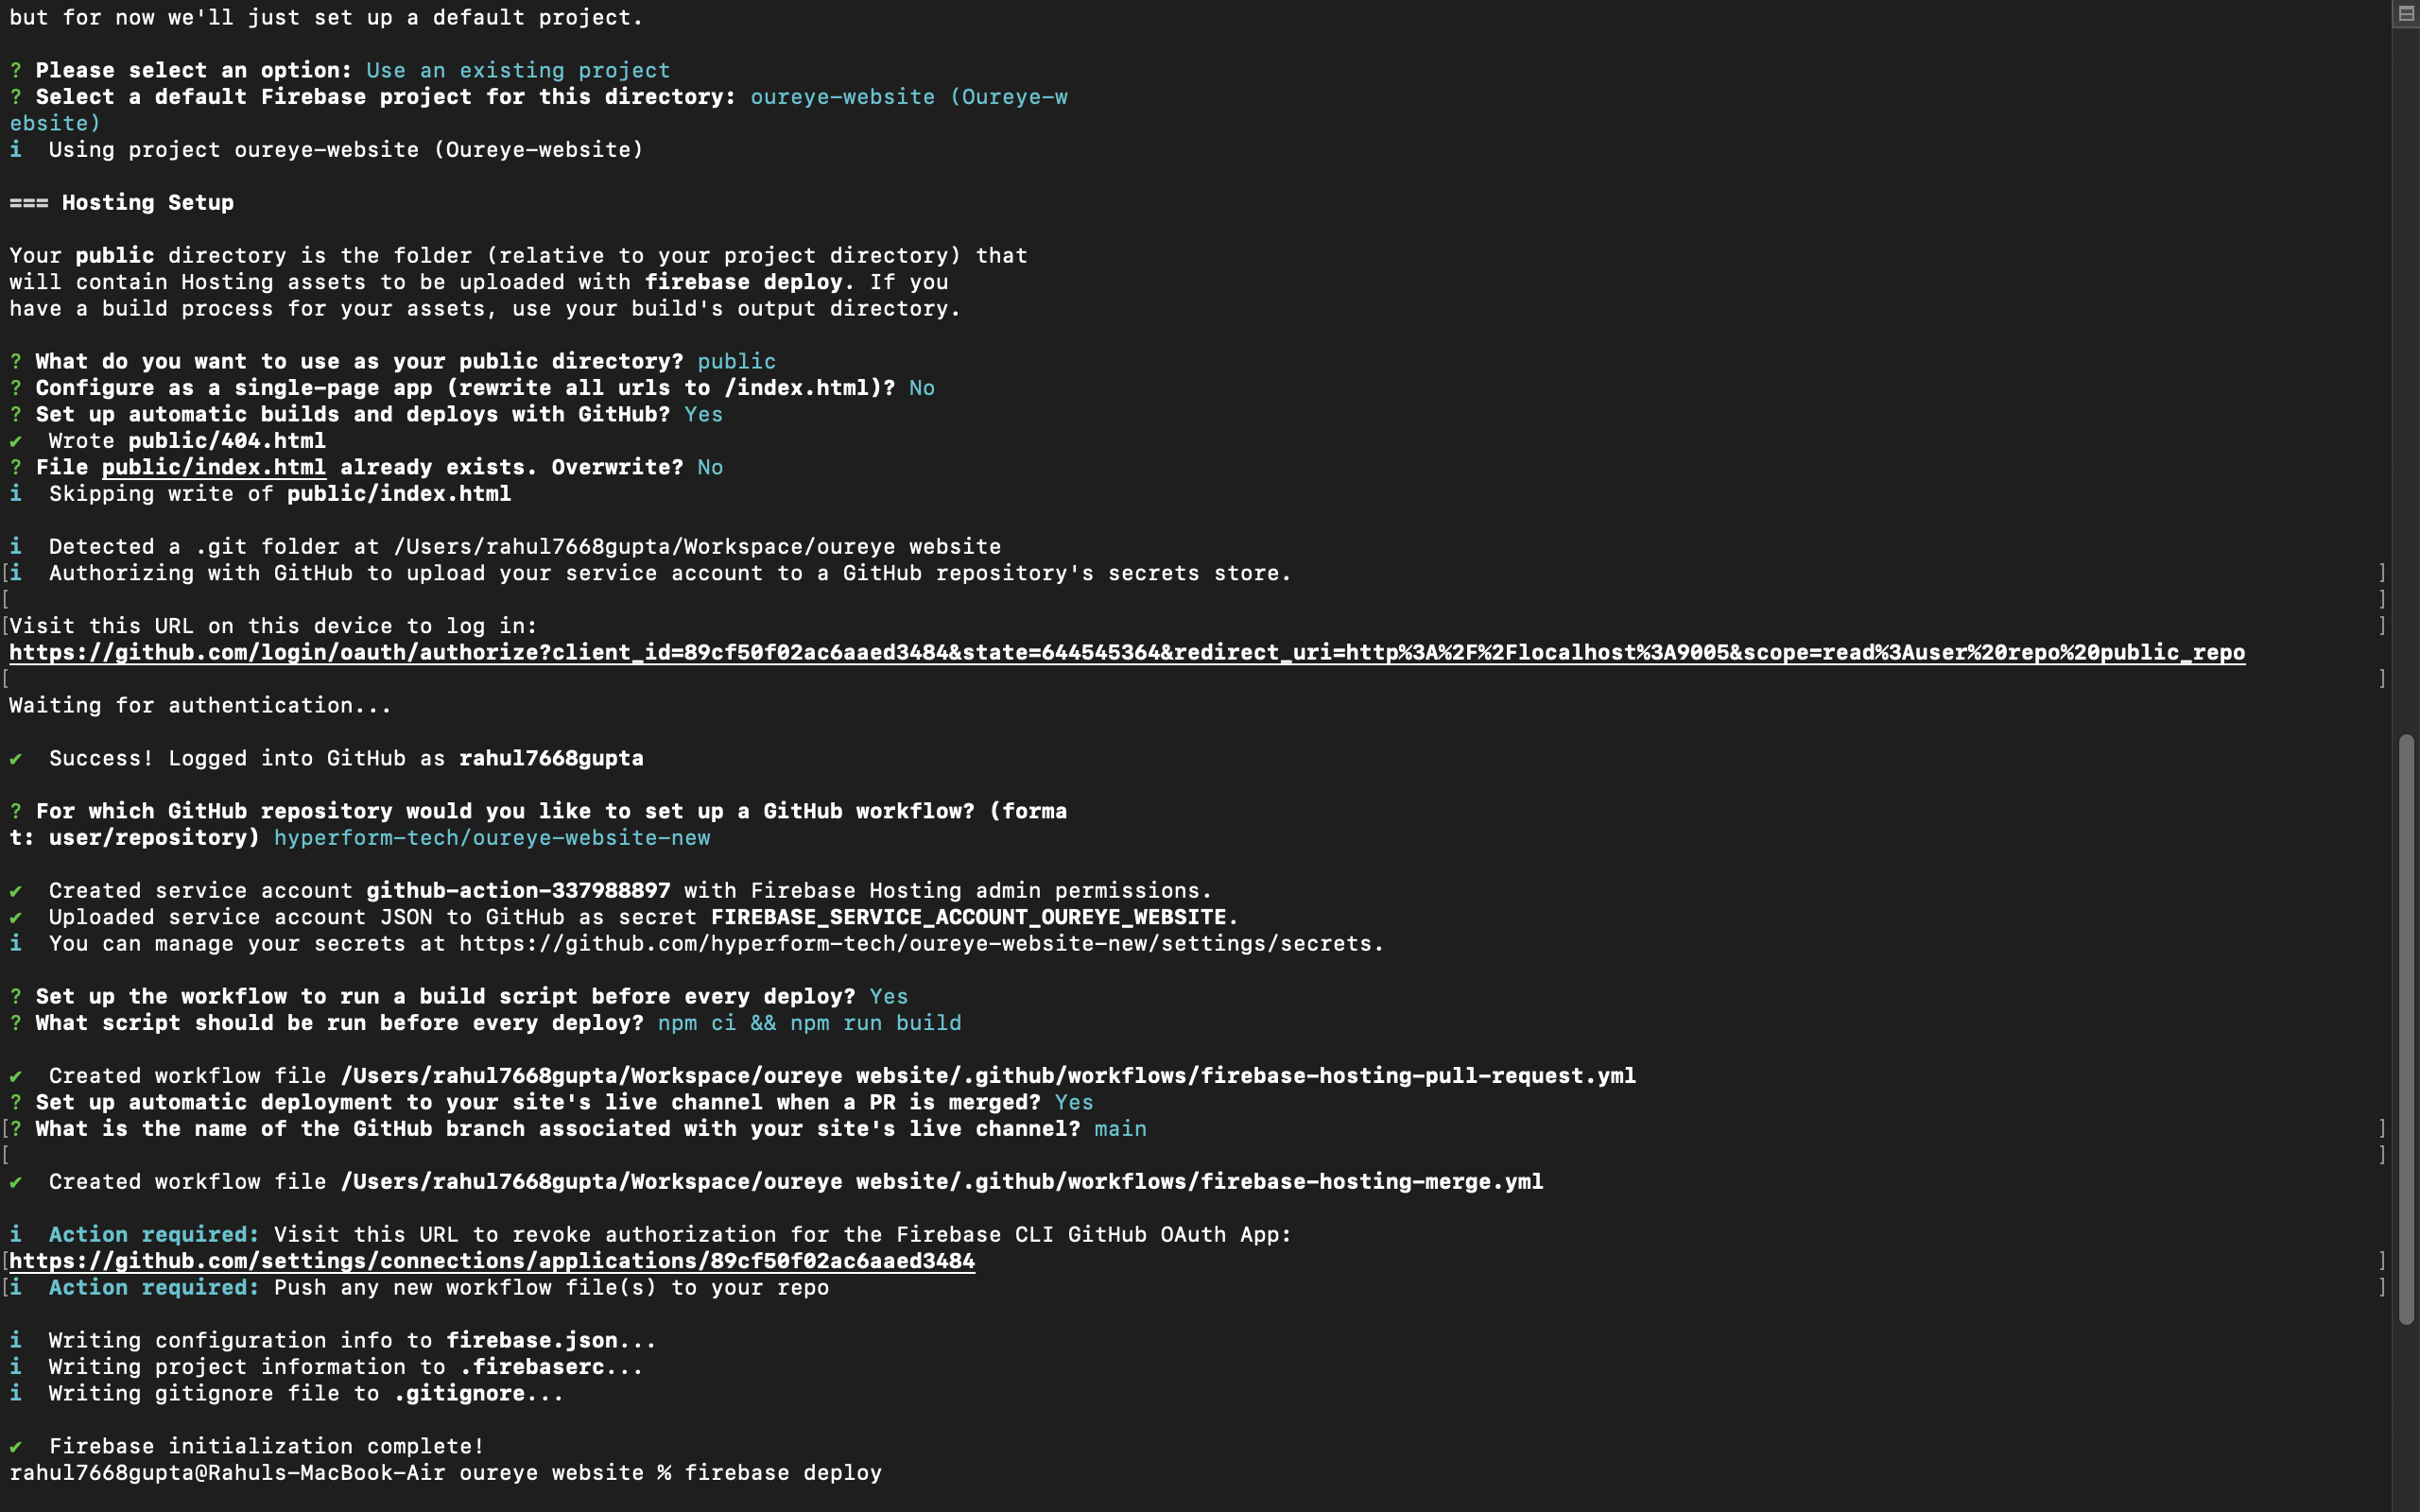 but for now we'll just set up a default project.
? Please select an option: Use an existing project
? Select a default Firebase project for this directory: oureye-website (Oureye-w
ebsite)
i  Using project oureye-website (Oureye-website)
=== Hosting Setup
Your public directory is the folder (relative to your project directory) that
will contain Hosting assets to be uploaded with firebase deploy. If you
have a build process for your assets, use your build's output directory.
? What do you want to use as your public directory? public
? Configure as a single-page app (rewrite all urls to /index.html)? No
? Set up automatic builds and deploys with GitHub? Yes
✔  Wrote public/404.html
? File public/index.html already exists. Overwrite? No
i  Skipping write of public/index.html
i  Detected a .git folder at /Users/rahul7668gupta/Workspace/oureye website
[i  Authorizing with GitHub to upload your service account to a GitHub repository's secrets store. ]
[ ]
[Visit this URL on this device to log in: ]
https://github.com/login/oauth/authorize?client_id=89cf50f02ac6aaed3484&state=644545364&redirect_uri=http%3A%2F%2Flocalhost%3A9005&scope=read%3Auser%20repo%20public_repo
[ ]
Waiting for authentication...
✔  Success! Logged into GitHub as rahul7668gupta
? For which GitHub repository would you like to set up a GitHub workflow? (forma
t: user/repository) hyperform-tech/oureye-website-new
✔  Created service account github-action-337988897 with Firebase Hosting admin permissions.
✔  Uploaded service account JSON to GitHub as secret FIREBASE_SERVICE_ACCOUNT_OUREYE_WEBSITE.
i  You can manage your secrets at https://github.com/hyperform-tech/oureye-website-new/settings/secrets.
? Set up the workflow to run a build script before every deploy? Yes
? What script should be run before every deploy? npm ci && npm run build
✔  Created workflow file /Users/rahul7668gupta/Workspace/oureye website/.github/workflows/firebase-hosting-pull-request.yml
? Set up automatic deployment to your site's live channel when a PR is merged? Yes
[? What is the name of the GitHub branch associated with your site's live channel? main ]
[ ]
✔  Created workflow file /Users/rahul7668gupta/Workspace/oureye website/.github/workflows/firebase-hosting-merge.yml
i  Action required: Visit this URL to revoke authorization for the Firebase CLI GitHub OAuth App:
[https://github.com/settings/connections/applications/89cf50f02ac6aaed3484 ]
[i  Action required: Push any new workflow file(s) to your repo ]
i  Writing configuration info to firebase.json...
i  Writing project information to .firebaserc...
i  Writing gitignore file to .gitignore...
✔  Firebase initialization complete!
rahul7668gupta@Rahuls-MacBook-Air oureye website % firebase deploy